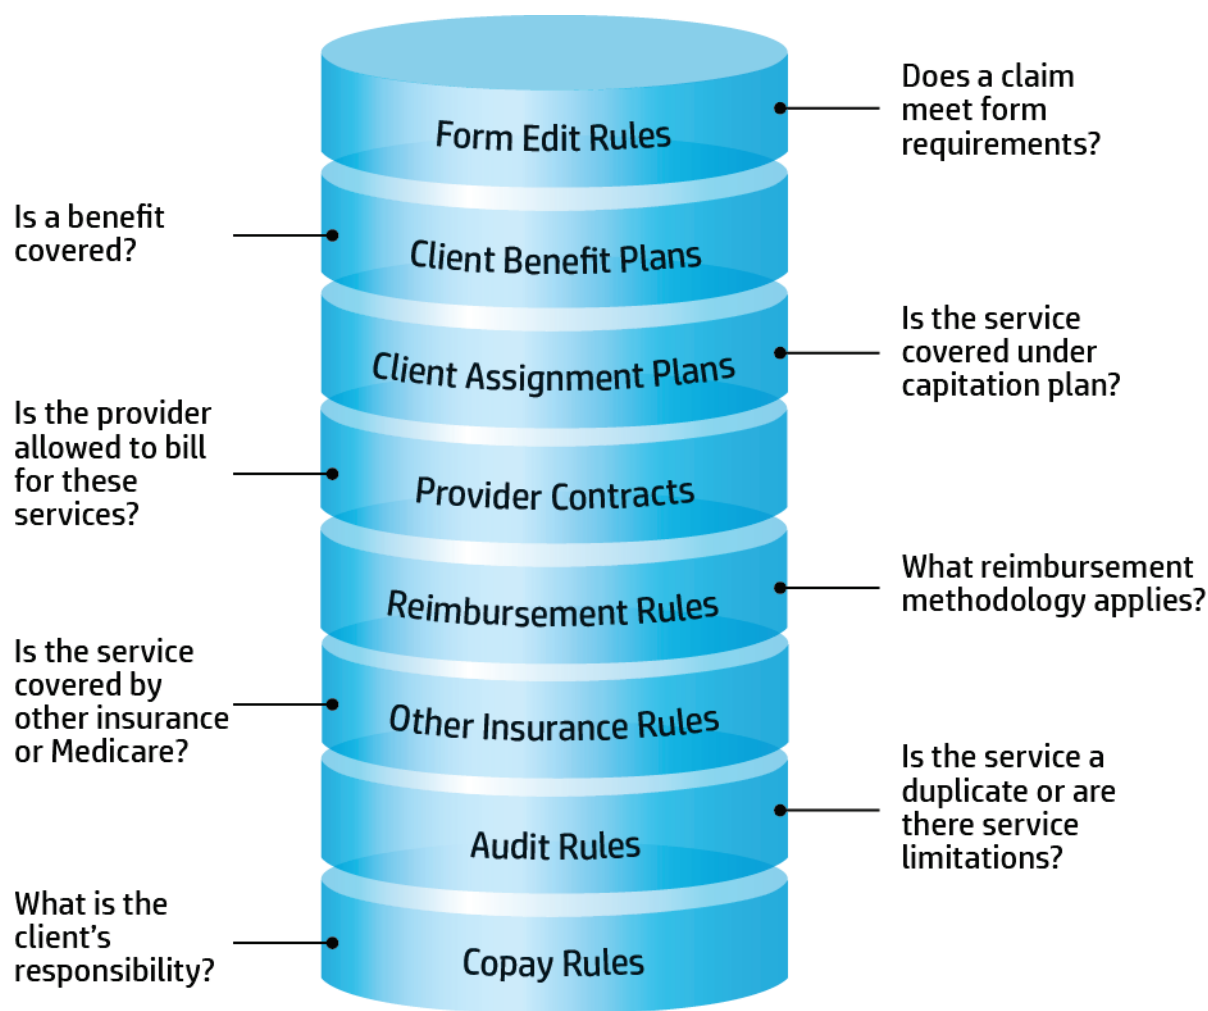 Form Edit Rules
Does a claim
meet form
requirements?
Is a benefit
covered?
Client Benefit Plans
Client Assignment Plans
Is the service
covered under
capitation plan?
Is the provider
allowed to bill
for these
services?
Provider Contracts
Reimbursement Rules
What reimbursement
methodology applies?
Is the service
covered by
other insurance
or Medicare?
Other Insurance Rules
Audit Rules
Is the service a
duplicate or are
there service
limitations?
What is the
client’s
responsibility?
Copay Rules